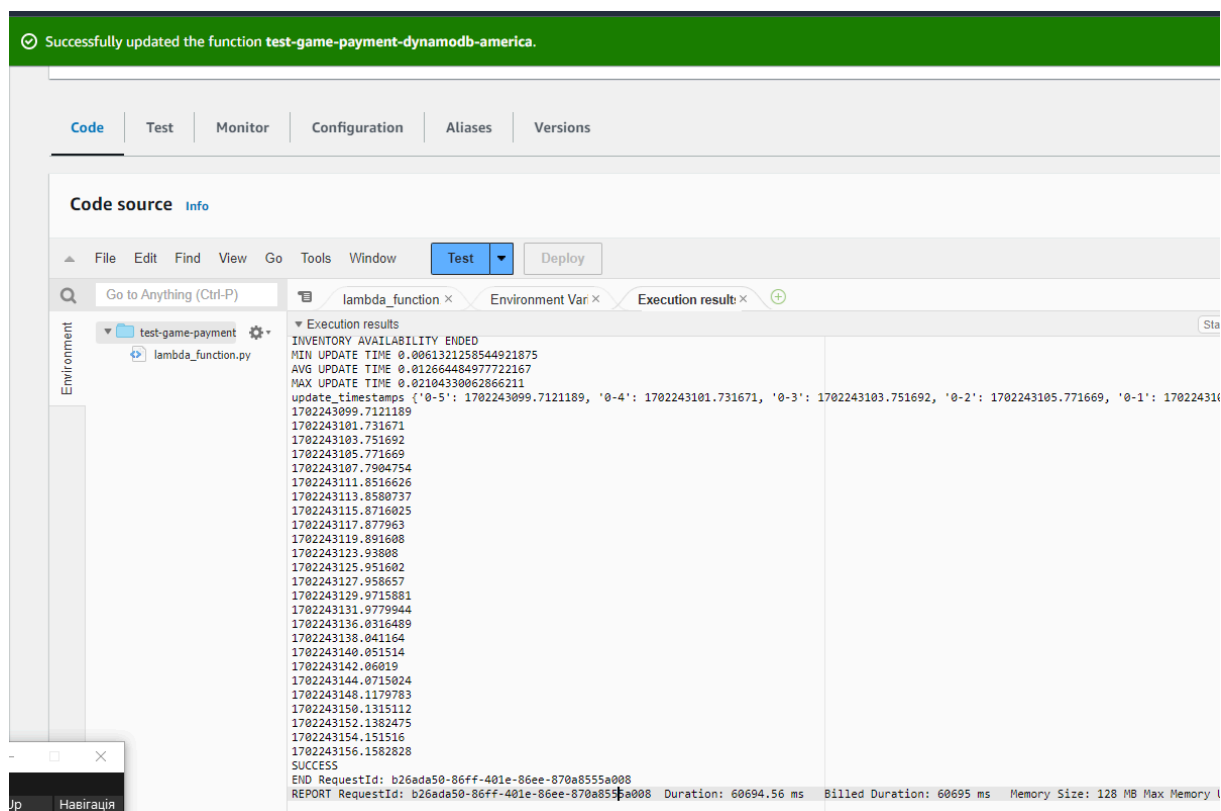 Successfully updated the function test-game-payment-dynamodb-america.
Code Test Monitor Configuration Aliases Versions
Code source Info
File Edit Find View Go Tools Window Test Deploy
Go to Anything (Ctrl-P)
lambda_function × Environment Var × Execution result: ×
Environment
test-game-payment
lambda_function.py
Execution results
Sta
INVENTORY AVAILABILITY ENDED
MIN UPDATE TIME 0.0061321258544921875
AVG UPDATE TIME 0.012664484977722167
MAX UPDATE TIME 0.02104330062866211
update_timestamps {'0-5': 1702243099.7121189, '0-4': 1702243101.731671, '0-3': 1702243103.751692, '0-2': 1702243105.771669, '0-1': 17022431
1702243099.7121189
1702243101.731671
1702243103.751692
1702243105.771669
1702243107.7904754
1702243111.8516626
1702243113.8580737
1702243115.8716025
1702243117.877963
1702243119.891608
1702243123.93808
1702243125.951602
1702243127.958657
1702243129.9715881
1702243131.9779944
1702243136.0316489
1702243138.041164
1702243140.051514
1702243142.06019
1702243144.0715024
1702243148.1179783
1702243150.1315112
1702243152.1382475
1702243154.151516
1702243156.1582828
SUCCESS
END RequestId: b26ada50-86ff-401e-86ee-870a8555a008
REPORT RequestId: b26ada50-86ff-401e-86ee-870a8555a008 Duration: 60694.56 ms Billed Duration: 60695 ms Memory Size: 128 MB Max Memory U
Up Навігація